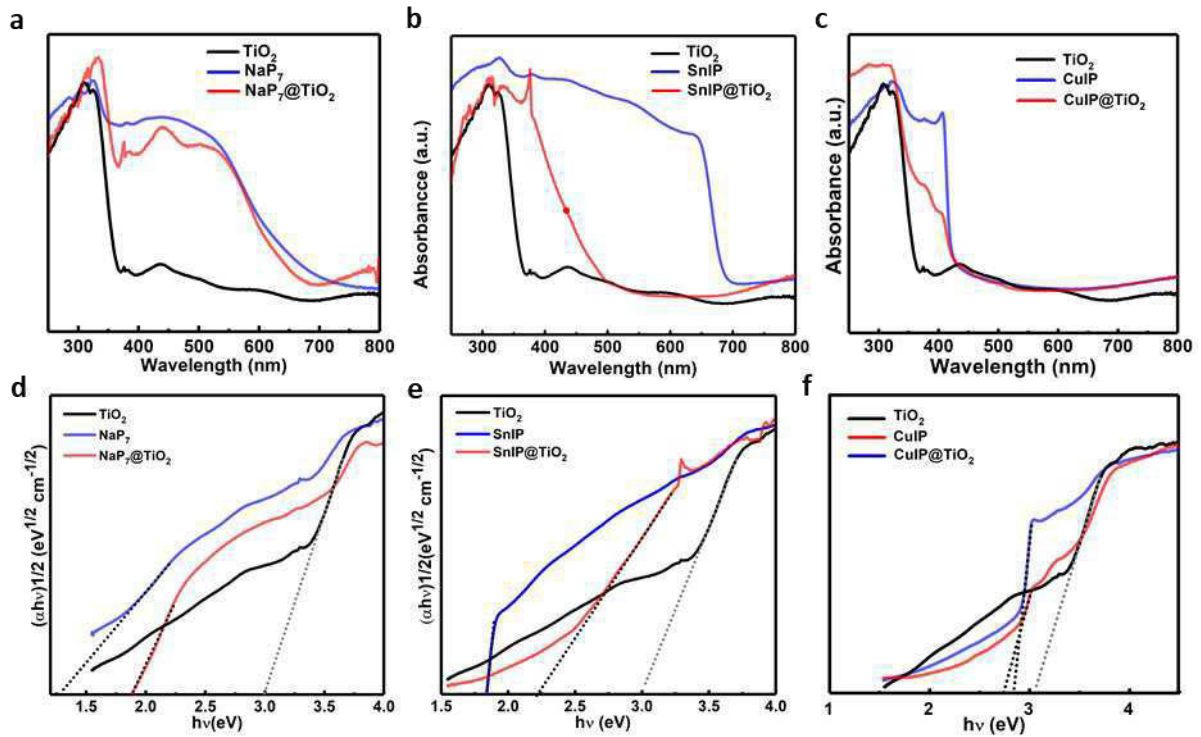 a
TiO2
NaP7
NaP7@TiO2
300 400 500 600 700 800
Wavelength (nm)
b
Absorbancce (a.u.)
TiO2
SnIP
SnIP@TiO2
300 400 500 600 700 800
Wavelength (nm)
c
Absorbance (a.u.)
TiO2
CuIP
CuIP@TiO2
300 400 500 600 700 800
Wavelength (nm)
d
(αhν)1/2 (eV1/2 cm-1/2)
TiO2
NaP7
NaP7@TiO2
1.5 2.0 2.5 3.0 3.5 4.0
hν(eV)
e
(αhν)1/2(eV1/2 cm-1/2)
TiO2
SnIP
SnIP@TiO2
1.5 2.0 2.5 3.0 3.5 4.0
hν(eV)
f
TiO2
CuIP
CuIP@TiO2
1 2 3 4
hν (eV)